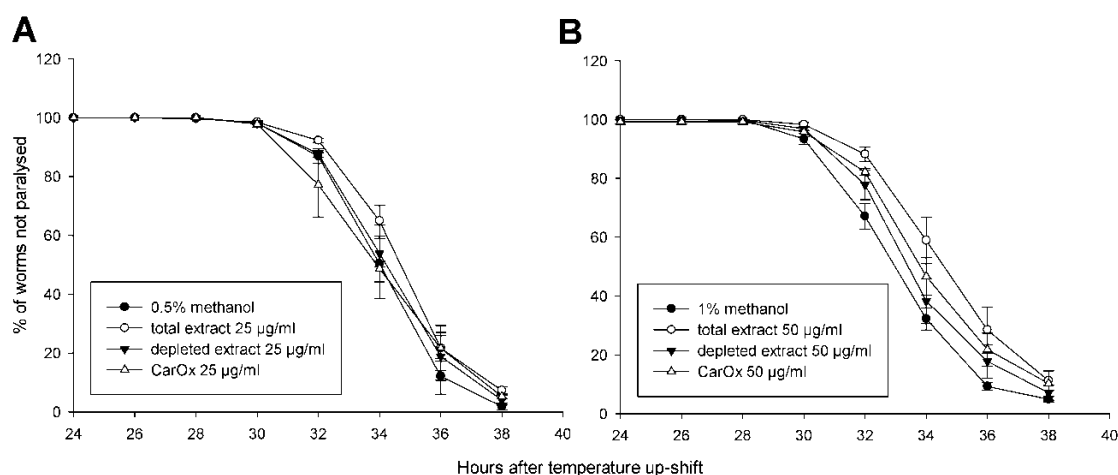 A
B
120
100
80
60
40
20
0
% of worms not paralysed
0.5% methanol
total extract 25 µg/ml
depleted extract 25 µg/ml
CarOx 25 µg/ml
24 26 28 30 32 34 36 38 40
120
100
80
60
40
20
0
1% methanol
total extract 50 µg/ml
depleted extract 50 µg/ml
CarOx 50 µg/ml
24 26 28 30 32 34 36 38 40
Hours after temperature up-shift